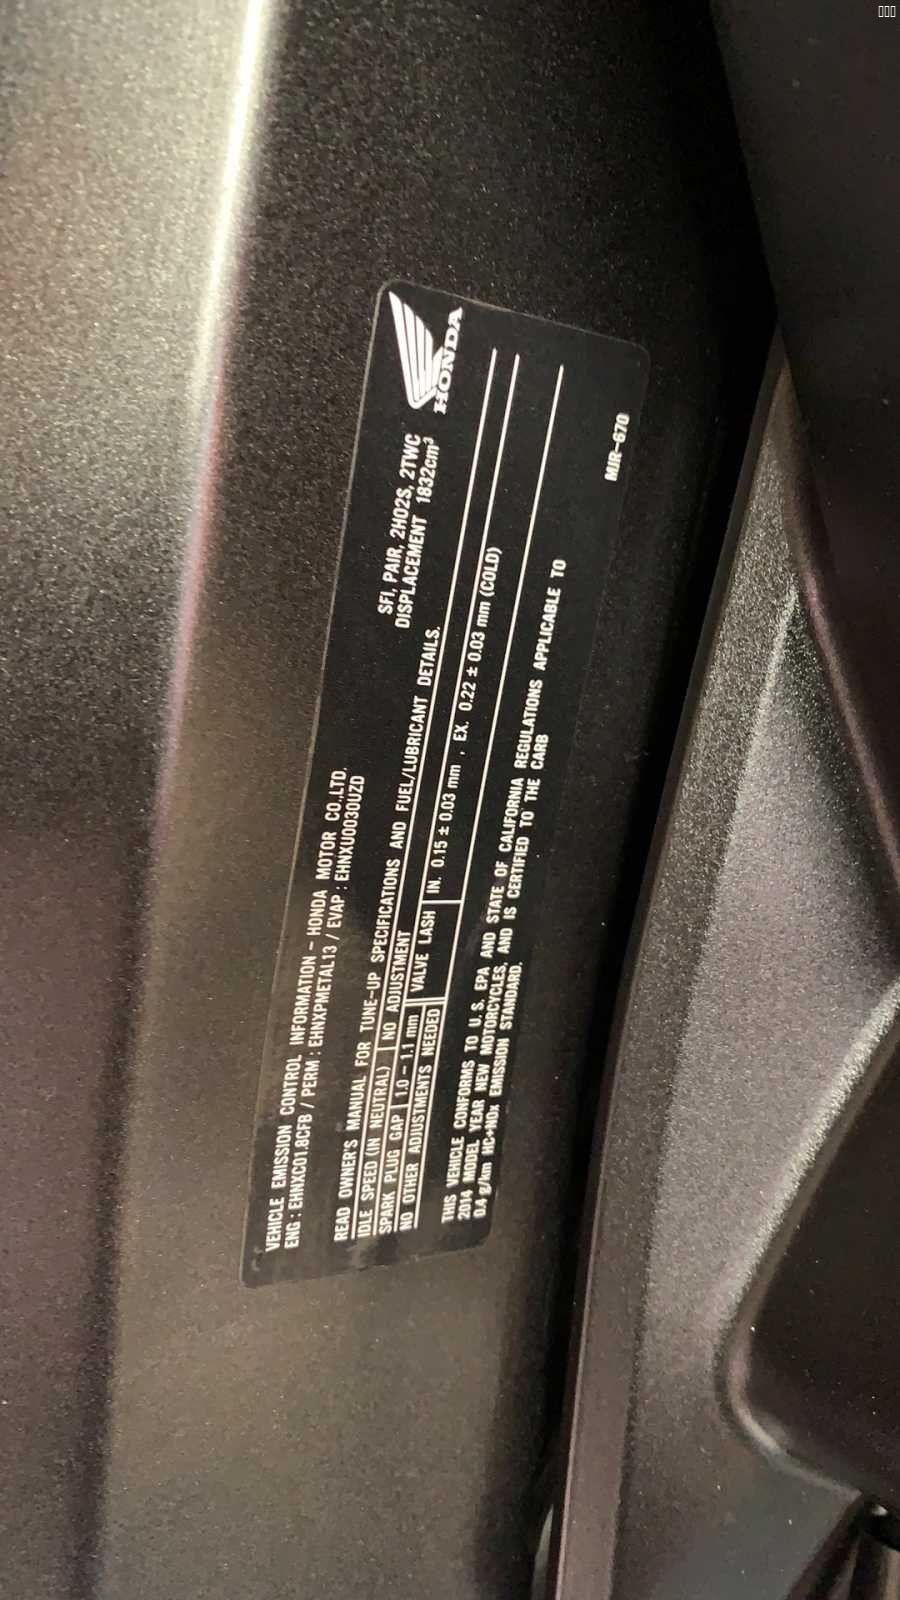 VEHICLE EMISSION CONTROL INFORMATION – HONDA MOTOR CO.,LTD.
ENG : EHNXC01.8CFB / PERM : EHNXPMETAL13 / EVAP : EHNXU0030UZD
SFI, PAIR, 2HO2S, 2TWC
DISPLACEMENT 1832cm³
HONDA
READ OWNER'S MANUAL FOR TUNE–UP SPECIFICATIONS AND FUEL/LUBRICANT DETAILS.
IDLE SPEED (IN NEUTRAL) NO ADJUSTMENT
SPARK PLUG GAP 1.0 – 1.1 mm VALVE LASH IN. 0.15 ± 0.03 mm , EX. 0.22 ± 0.03 mm (COLD)
NO OTHER ADJUSTMENTS NEEDED
THIS VEHICLE CONFORMS TO U.S. EPA AND STATE OF CALIFORNIA REGULATIONS APPLICABLE TO
2014 MODEL YEAR NEW MOTORCYCLES, AND IS CERTIFIED TO THE CARB
0.4 g/km HC+NOx EMISSION STANDARD.
MJR–670